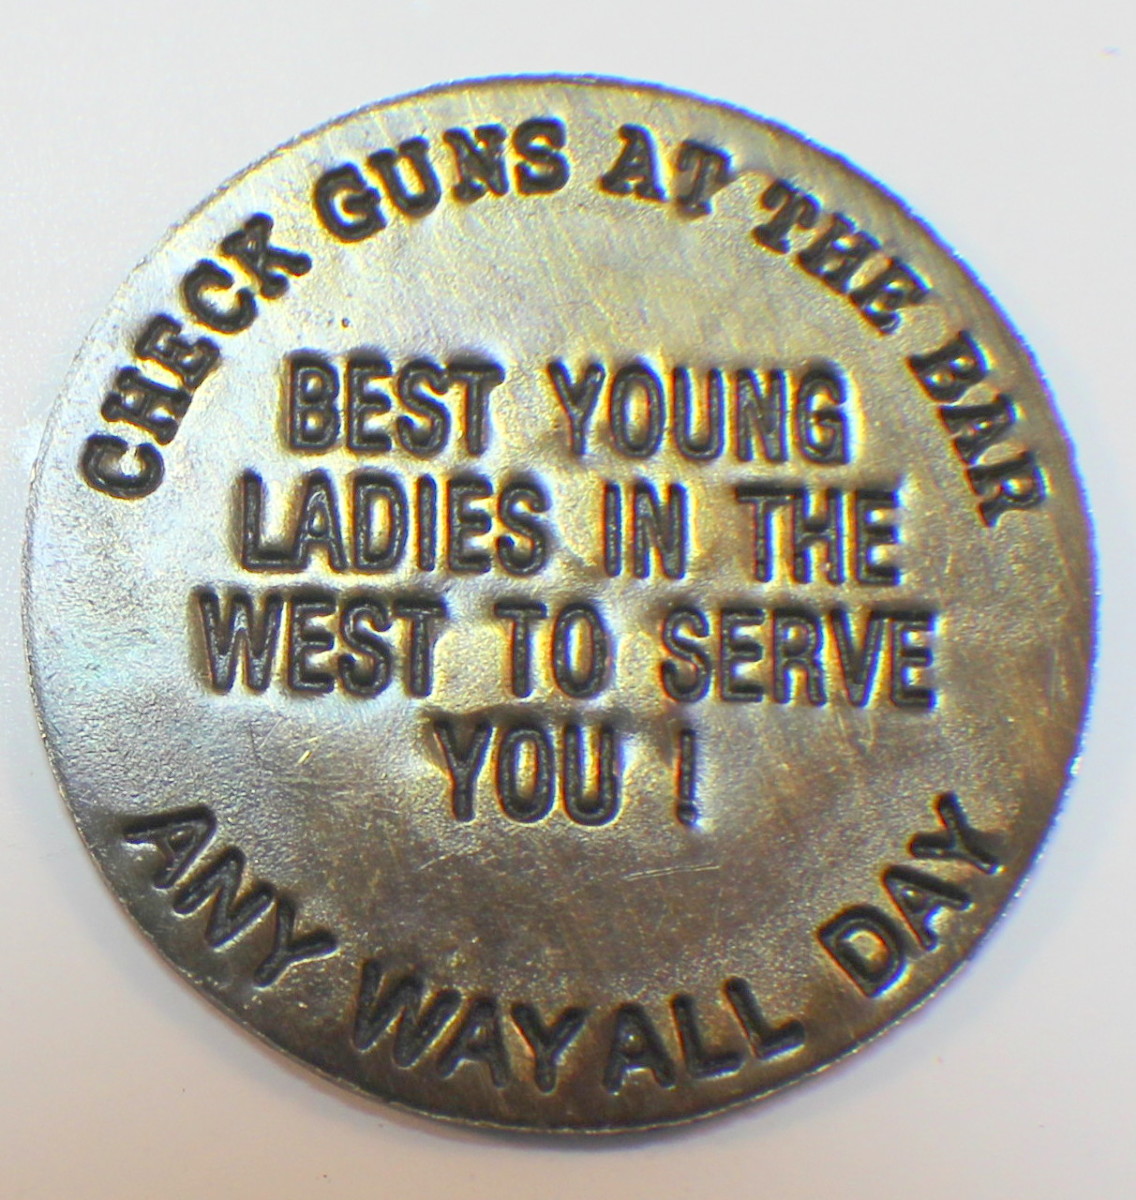 CHECK GUNS AT THE BAR
BEST YOUNG
LADIES IN THE
WEST TO SERVE
YOU !
ANY WAY ALL DAY